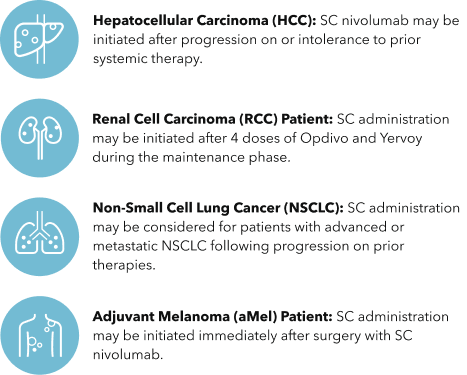 Hepatocellular Carcinoma (HCC): SC nivolumab may be
initiated after progression on or intolerance to prior
systemic therapy.
Renal Cell Carcinoma (RCC) Patient: SC administration
may be initiated after 4 doses of Opdivo and Yervoy
during the maintenance phase.
Non-Small Cell Lung Cancer (NSCLC): SC administration
may be considered for patients with advanced or
metastatic NSCLC following progression on prior
therapies.
Adjuvant Melanoma (aMel) Patient: SC administration
may be initiated immediately after surgery with SC
nivolumab.